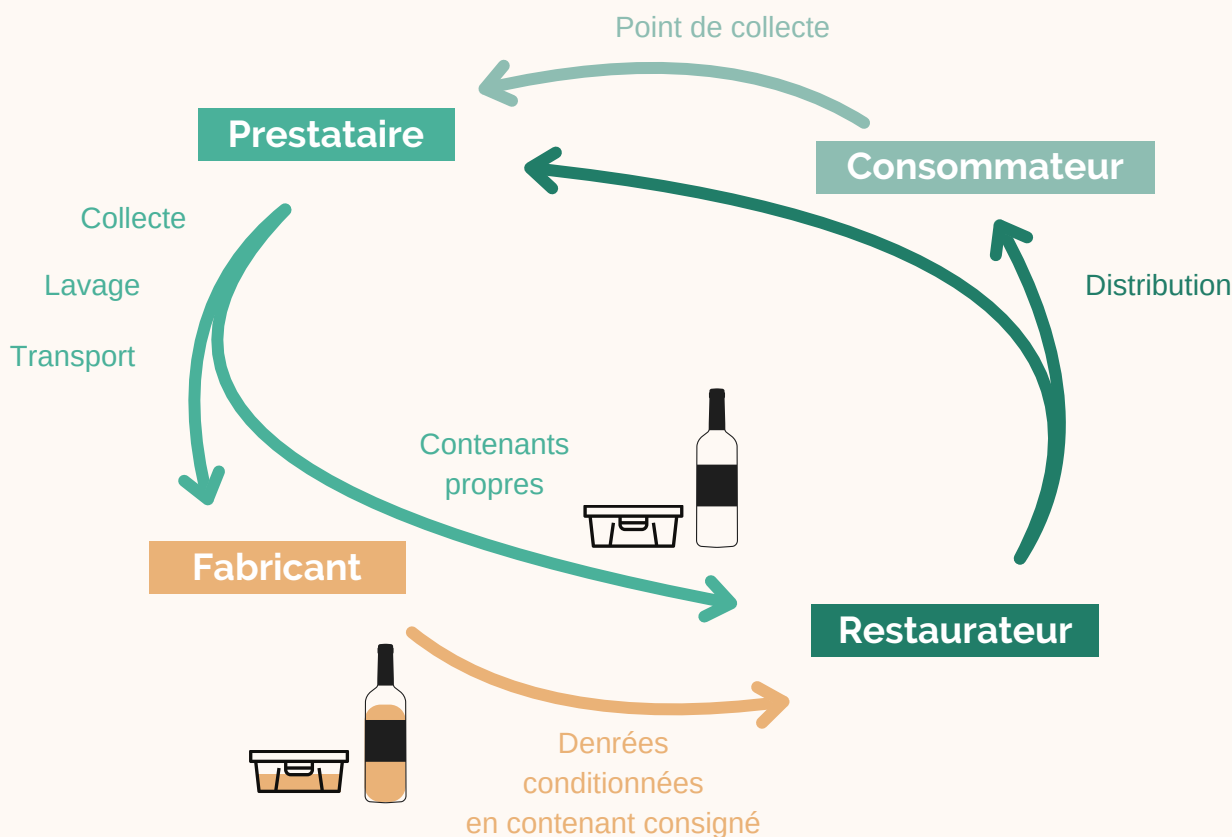 Point de collecte
Prestataire
Consommateur
Collecte
Lavage
Distribution
Transport
Contenants
propres
Fabricant
Restaurateur
Denrées
conditionnées
en contenant consigné